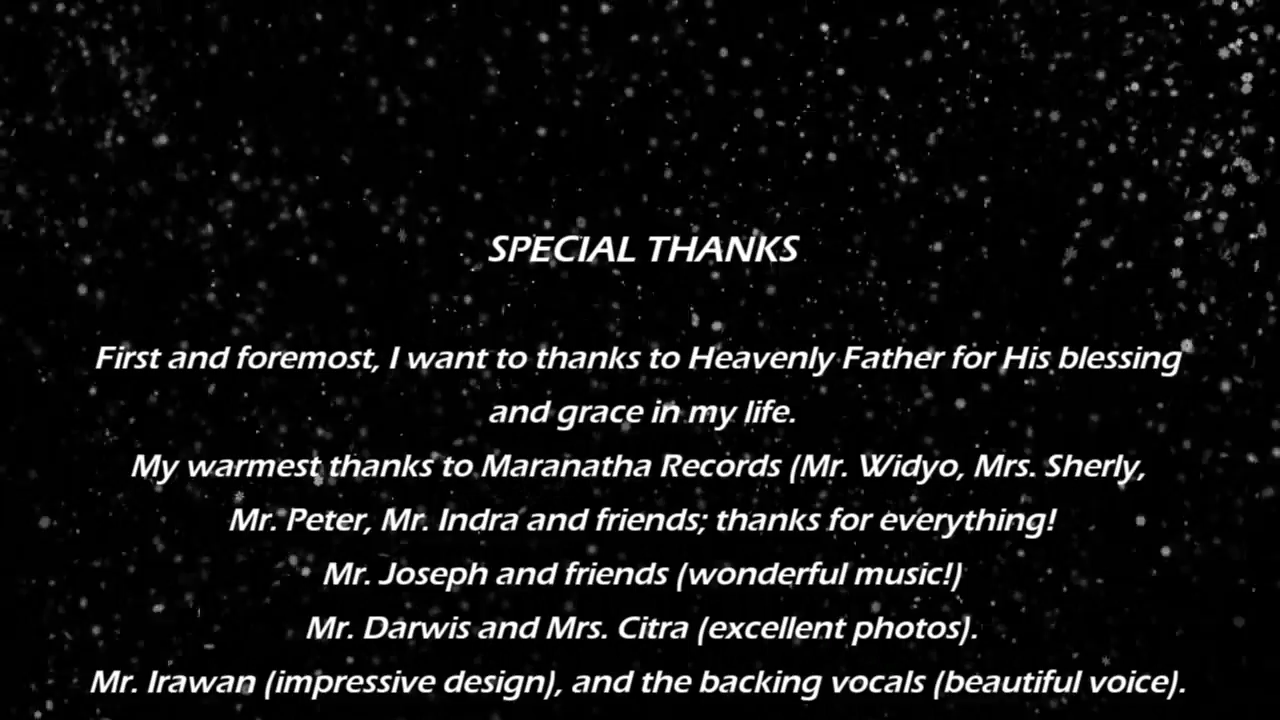 SPECIAL THANKS
First and foremost, I want to thanks to Heavenly Father for His blessing
and grace in my life.
My warmest thanks to Maranatha Records (Mr. Widyo, Mrs. Sherly,
Mr. Peter, Mr. Indra and friends; thanks for everything!
Mr. Joseph and friends (wonderful music!)
Mr. Darwis and Mrs. Citra (excellent photos).
Mr. Irawan (impressive design), and the backing vocals (beautiful voice).